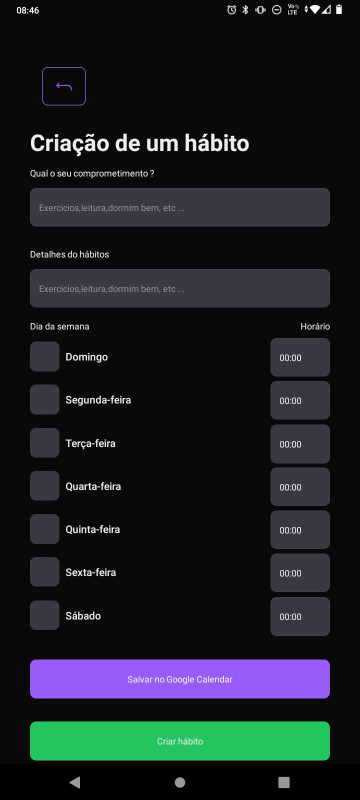 08:46
Vo
LTE
Criação de um hábito
Qual o seu comprometimento ?
Exercícios,leitura,dormim bem, etc ...
Detalhes do hábitos
Exercícios,leitura,dormim bem, etc ...
Dia da semana Horário
Domingo 00:00
Segunda-feira 00:00
Terça-feira 00:00
Quarta-feira 00:00
Quinta-feira 00:00
Sexta-feira 00:00
Sábado 00:00
Salvar no Google Calendar
Criar hábito